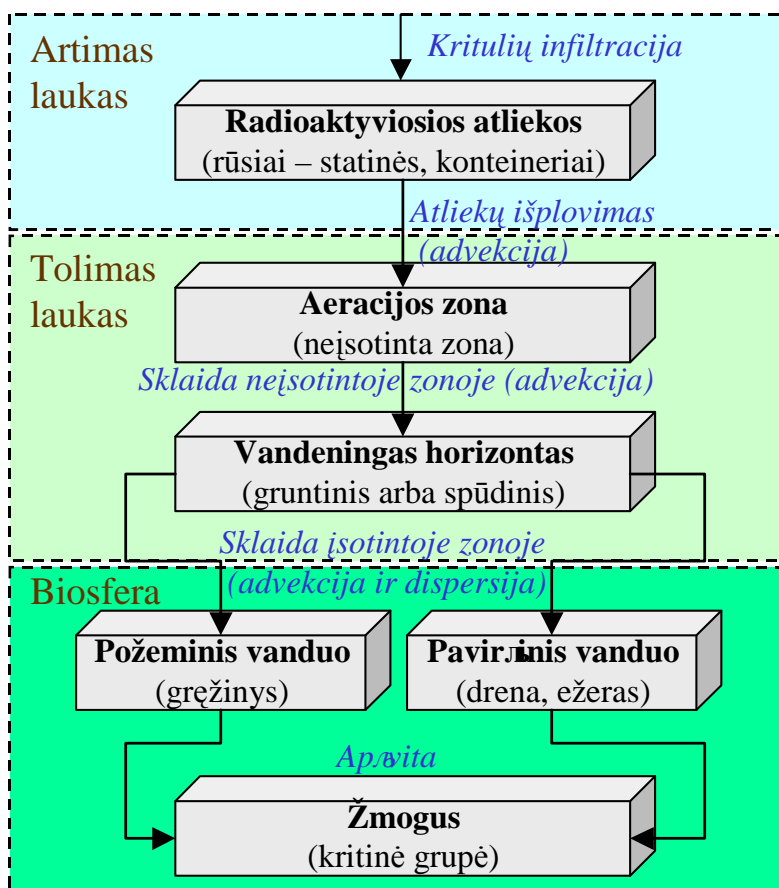 Artimas
laukas
Kritulių infiltracija
Radioaktyviosios atliekos
(rūsiai – statinės, konteineriai)
Atliekų išplovimas
(advekcija)
Tolimas
laukas
Aeracijos zona
(neįsotinta zona)
Sklaida neįsotintoje zonoje (advekcija)
Vandeningas horizontas
(gruntinis arba spūdinis)
Sklaida įsotintoje zonoje
(advekcija ir dispersija)
Biosfera
Požeminis vanduo
(gręžinys)
Pavirљinis vanduo
(drena, ežeras)
Apљvita
Žmogus
(kritinė grupė)